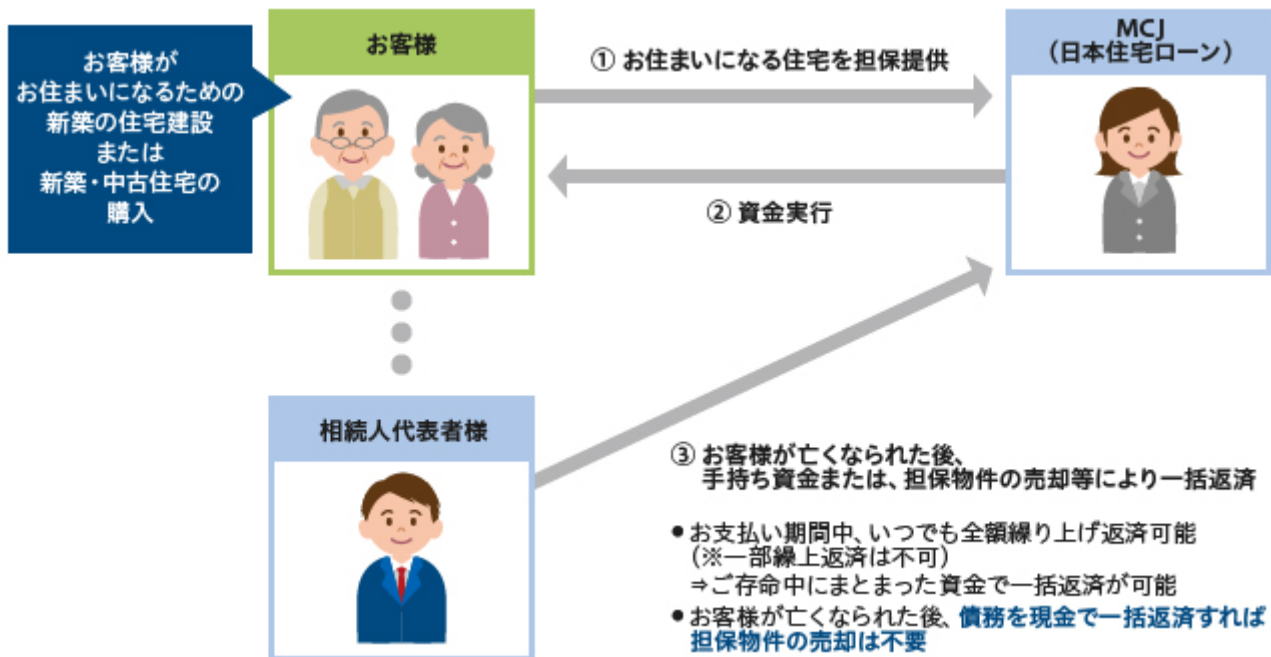 お客様が
お住まいになるための
新築の住宅建設
または
新築・中古住宅の
購入
お客様
① お住まいになる住宅を担保提供
② 資金実行
MCJ
（日本住宅ローン）
相続人代表者様
③ お客様が亡くなられた後、
手持ち資金または、担保物件の売却等により一括返済
● お支払い期間中、いつでも全額繰り上げ返済可能
（※一部繰上返済は不可）
⇒ご存命中にまとまった資金で一括返済が可能
● お客様が亡くなられた後、債務を現金で一括返済すれば
担保物件の売却は不要